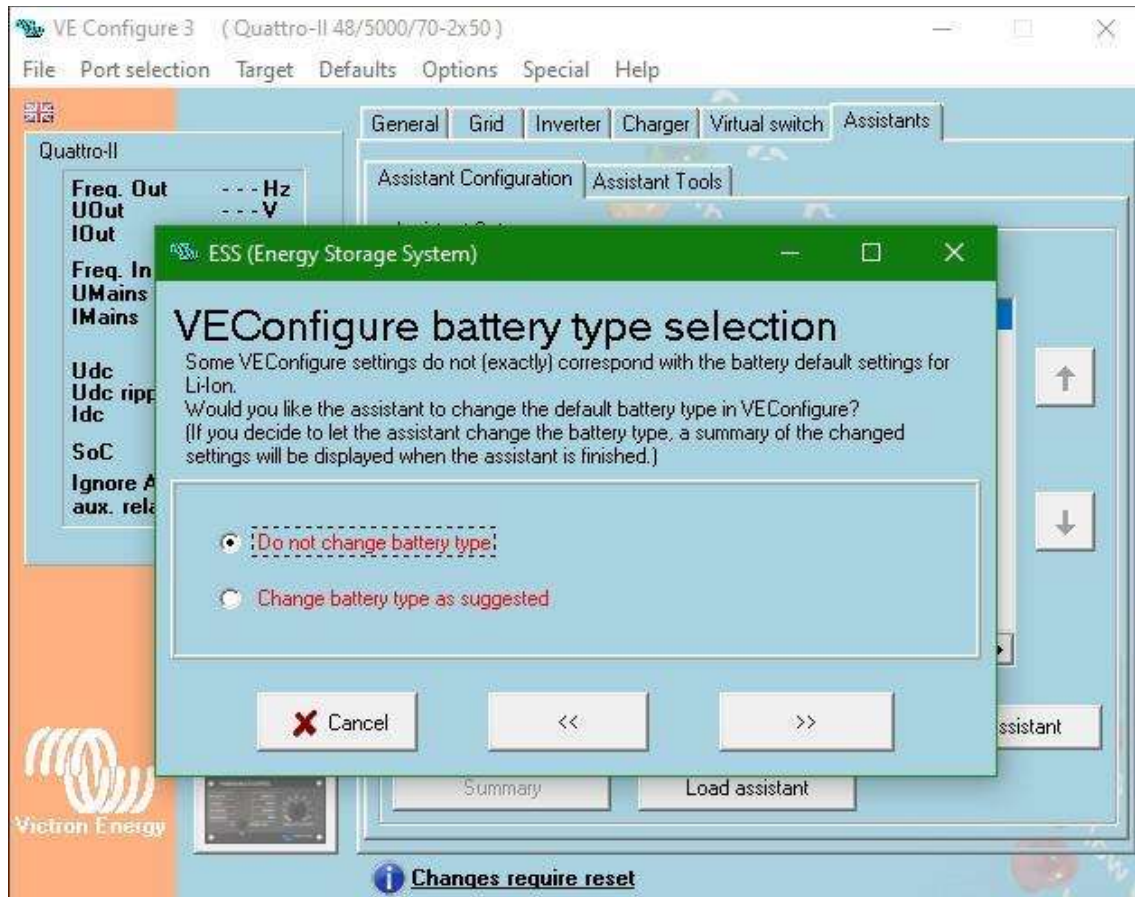 VE Configure 3 ( Quattro-II 48/5000/70-2x50 )
File Port selection Target Defaults Options Special Help
General Grid Inverter Charger Virtual switch Assistants
Quattro-II
Assistant Configuration Assistant Tools
Freq. Out - - - Hz
UOut - - - V
IOut
ESS (Energy Storage System)
Freq. In
UMains
IMains
VEConfigure battery type selection
Some VEConfigure settings do not (exactly) correspond with the battery default settings for
Li-Ion.
Would you like the assistant to change the default battery type in VEConfigure?
(If you decide to let the assistant change the battery type, a summary of the changed
settings will be displayed when the assistant is finished.)
Udc
Udc ripp
Idc
SoC
Ignore A
aux. rela
Do not change battery type
Change battery type as suggested
Cancel << >>
ssistant
Summary Load assistant
Victron Energy
Changes require reset